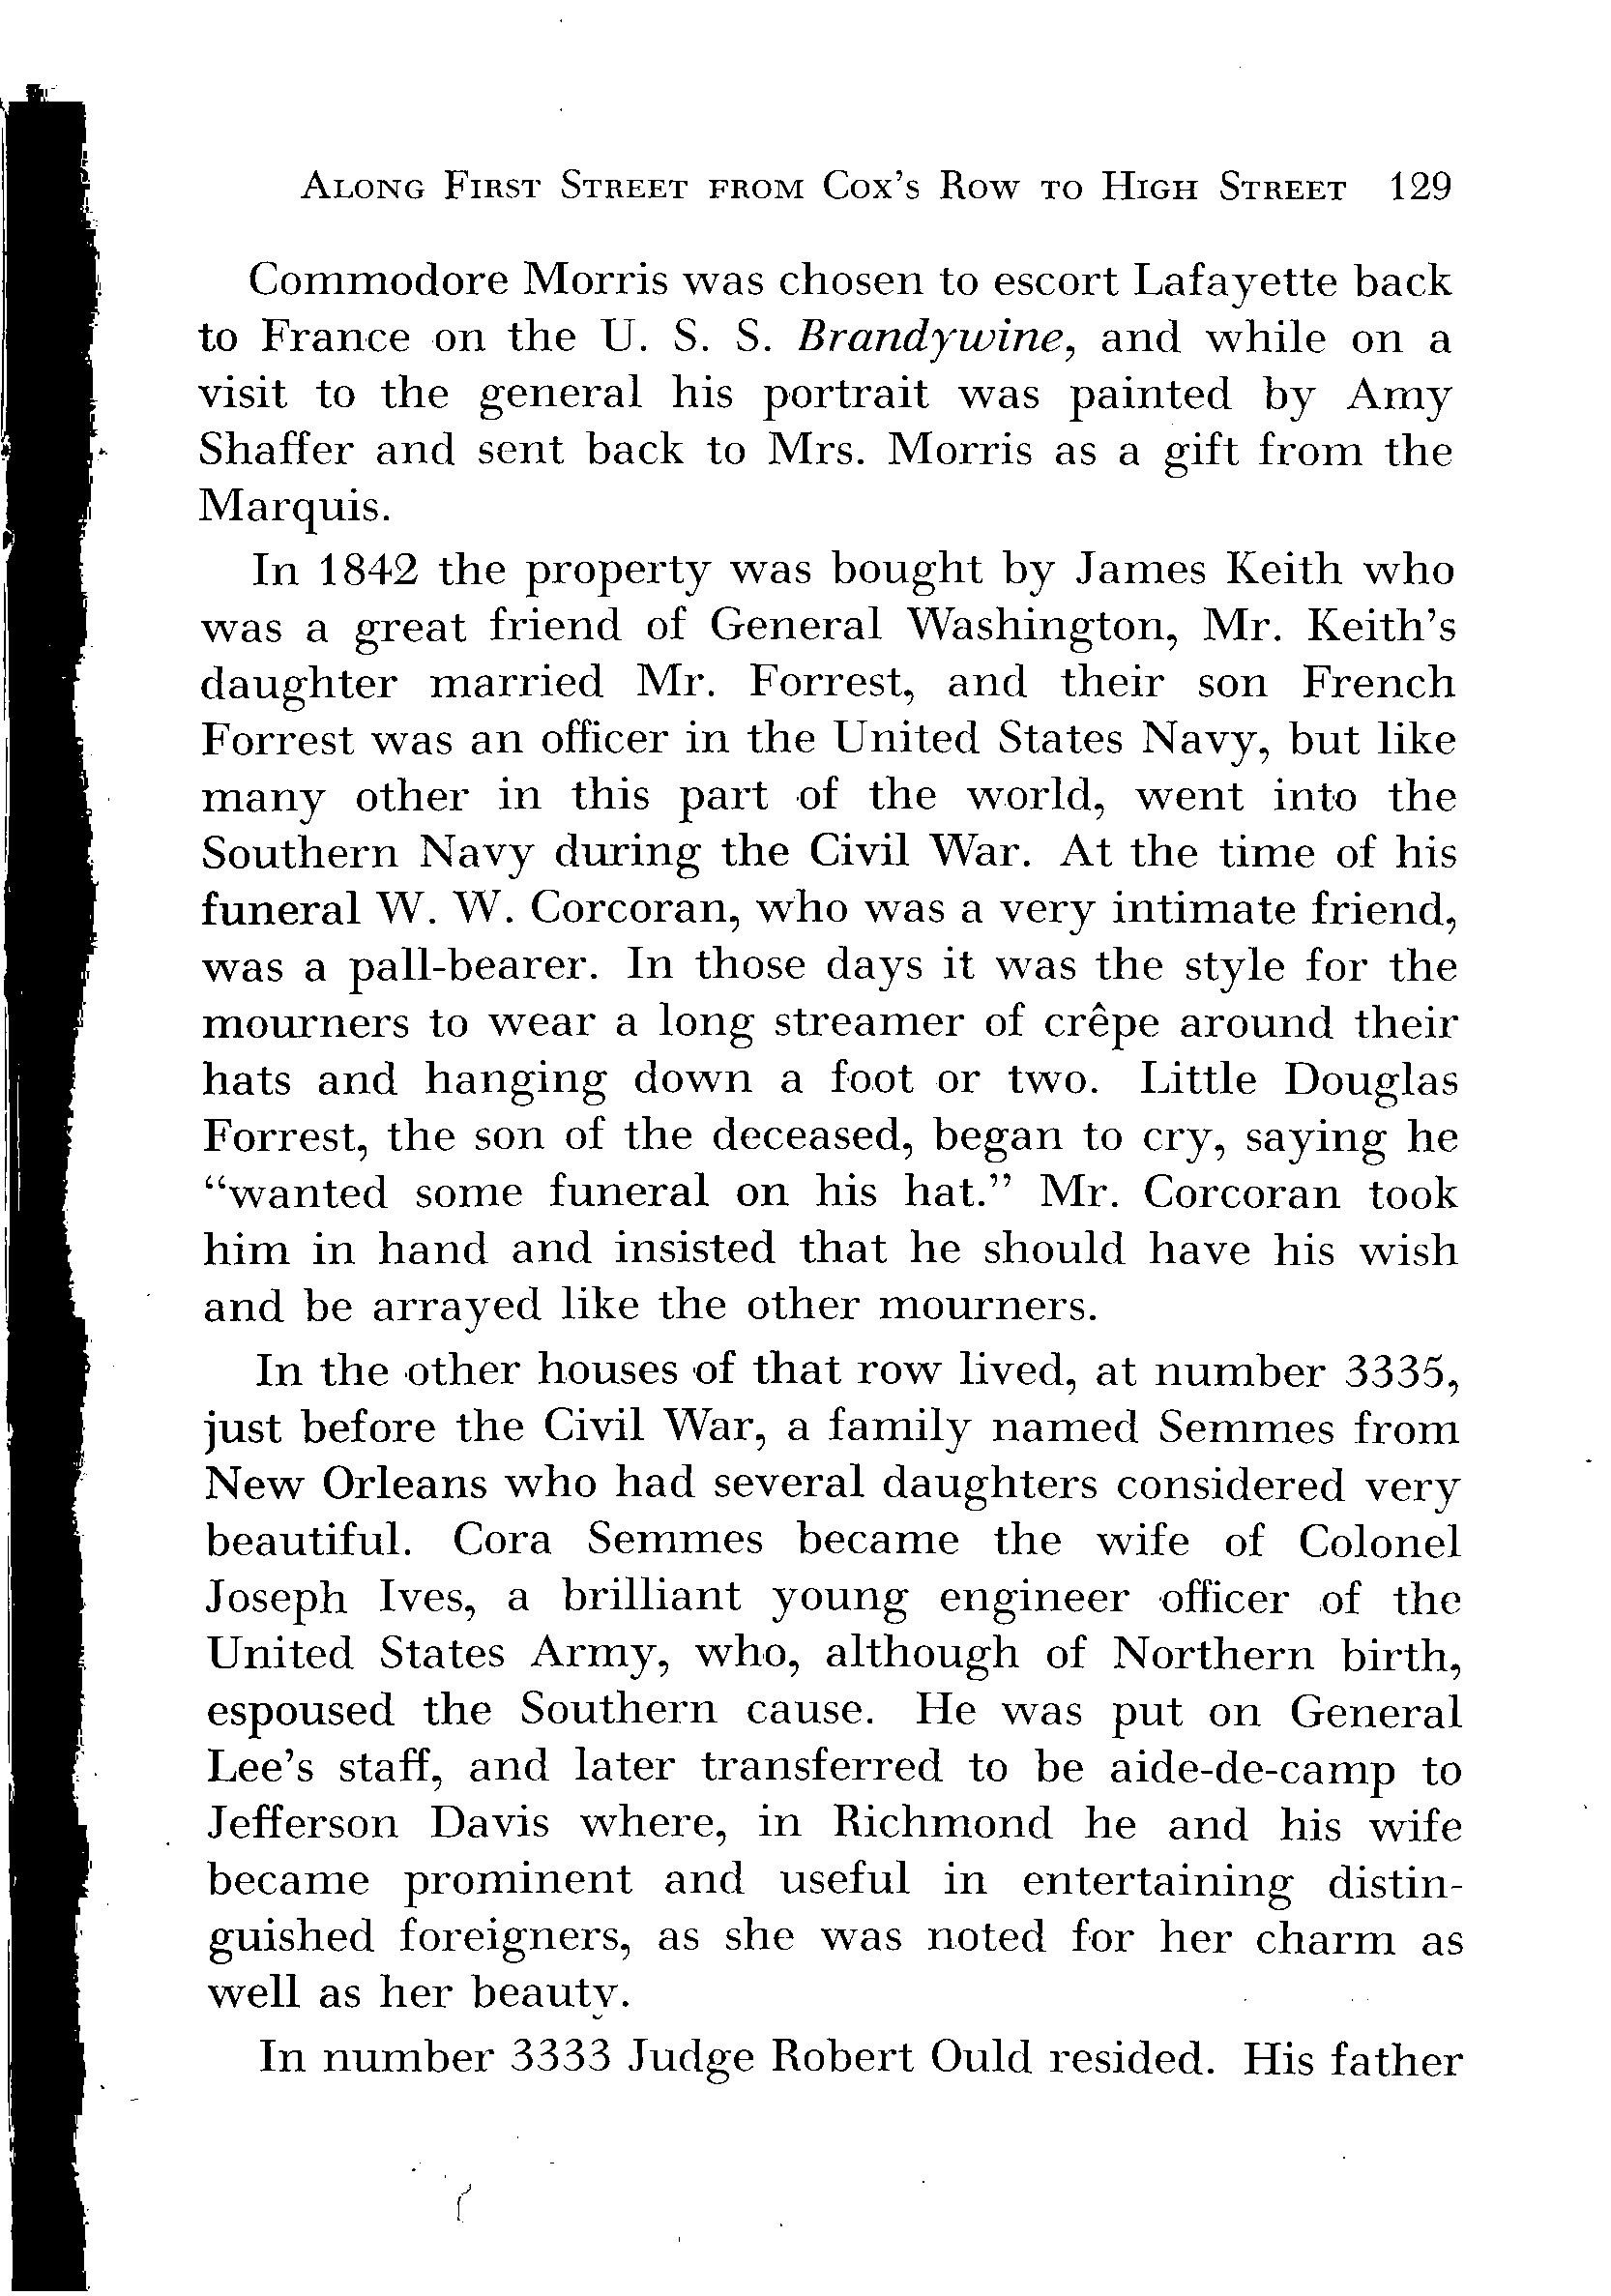 ALONG FIRST STREET FROM COX'S ROW TO HIGH STREET 129
Commodore Morris was chosen to escort Lafayette back
to France on the U. S. S. Brandywine, and while on a
visit to the general his portrait was painted by Amy
Shaffer and sent back to Mrs. Morris as a gift from the
Marquis.
In 1842 the property was bought by James Keith who
was a great friend of General Washington, Mr. Keith's
daughter married Mr. Forrest, and their son French
Forrest was an officer in the United States Navy, but like
many other in this part of the world, went into the
Southern Navy during the Civil War. At the time of his
funeral W. W. Corcoran, who was a very intimate friend,
was a pall-bearer. In those days it was the style for the
mourners to wear a long streamer of crêpe around their
hats and hanging down a foot or two. Little Douglas
Forrest, the son of the deceased, began to cry, saying he
“wanted some funeral on his hat.” Mr. Corcoran took
him in hand and insisted that he should have his wish
and be arrayed like the other mourners.
In the other houses of that row lived, at number 3335,
just before the Civil War, a family named Semmes from
New Orleans who had several daughters considered very
beautiful. Cora Semmes became the wife of Colonel
Joseph Ives, a brilliant young engineer officer of the
United States Army, who, although of Northern birth,
espoused the Southern cause. He was put on General
Lee's staff, and later transferred to be aide-de-camp to
Jefferson Davis where, in Richmond he and his wife
became prominent and useful in entertaining distin-
guished foreigners, as she was noted for her charm as
well as her beauty.
In number 3333 Judge Robert Ould resided. His father